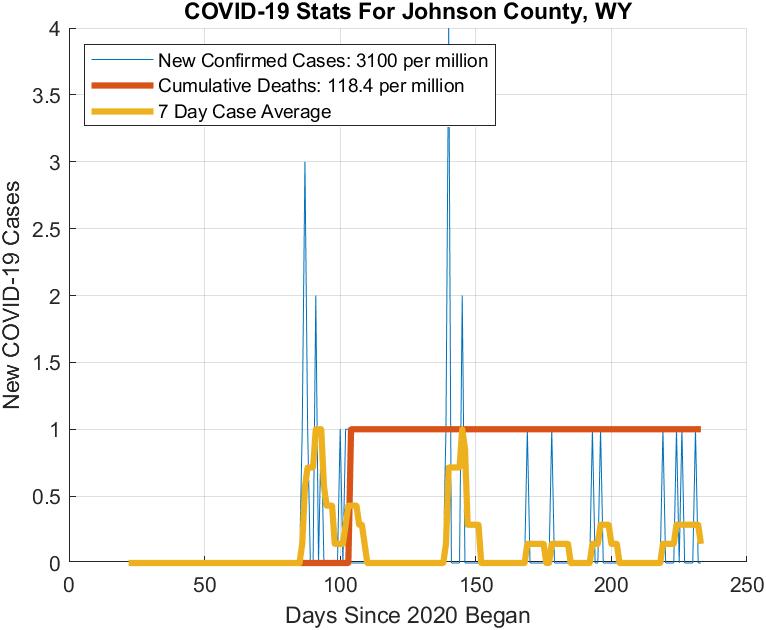 COVID-19 Stats For Johnson County, WY
New Confirmed Cases: 3100 per million
Cumulative Deaths: 118.4 per million
7 Day Case Average
New COVID-19 Cases
4
3.5
3
2.5
2
1.5
1
0.5
0
0 50 100 150 200 250
Days Since 2020 Began